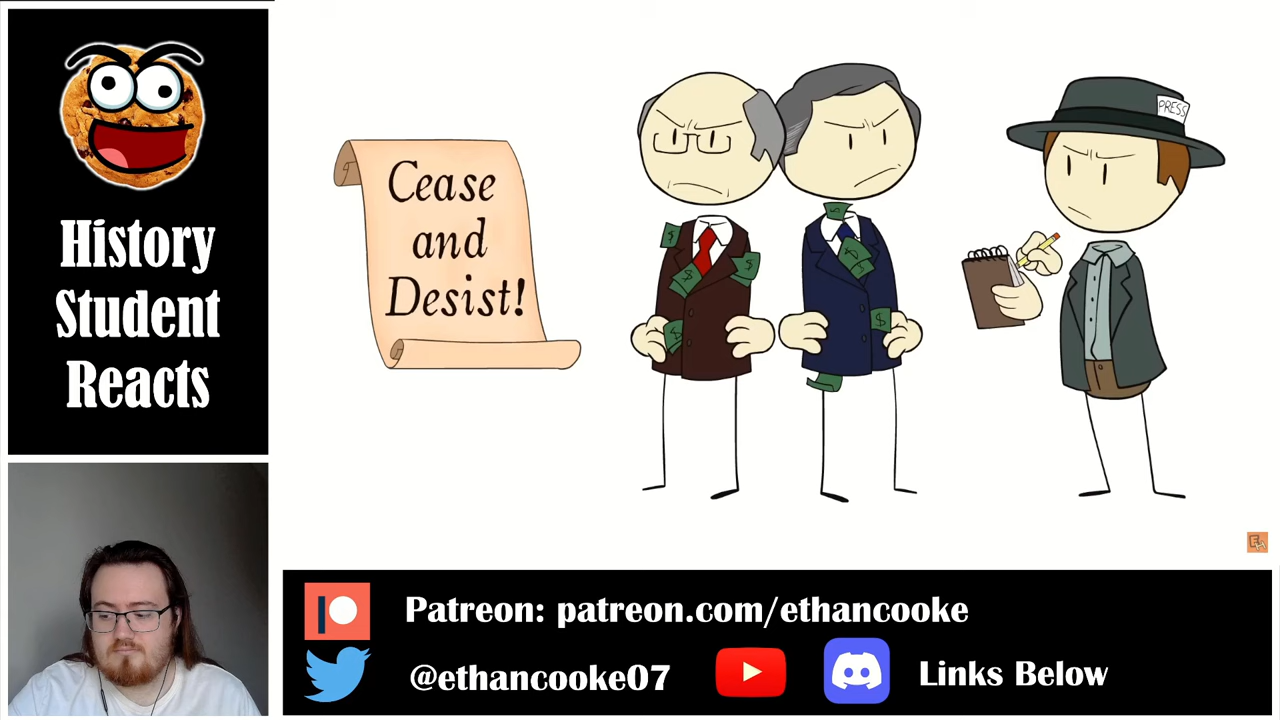 History
Student
Reacts
Cease
and
Desist!
PRESS
Patreon: patreon.com/ethancooke
@ethancooke07
Links Below